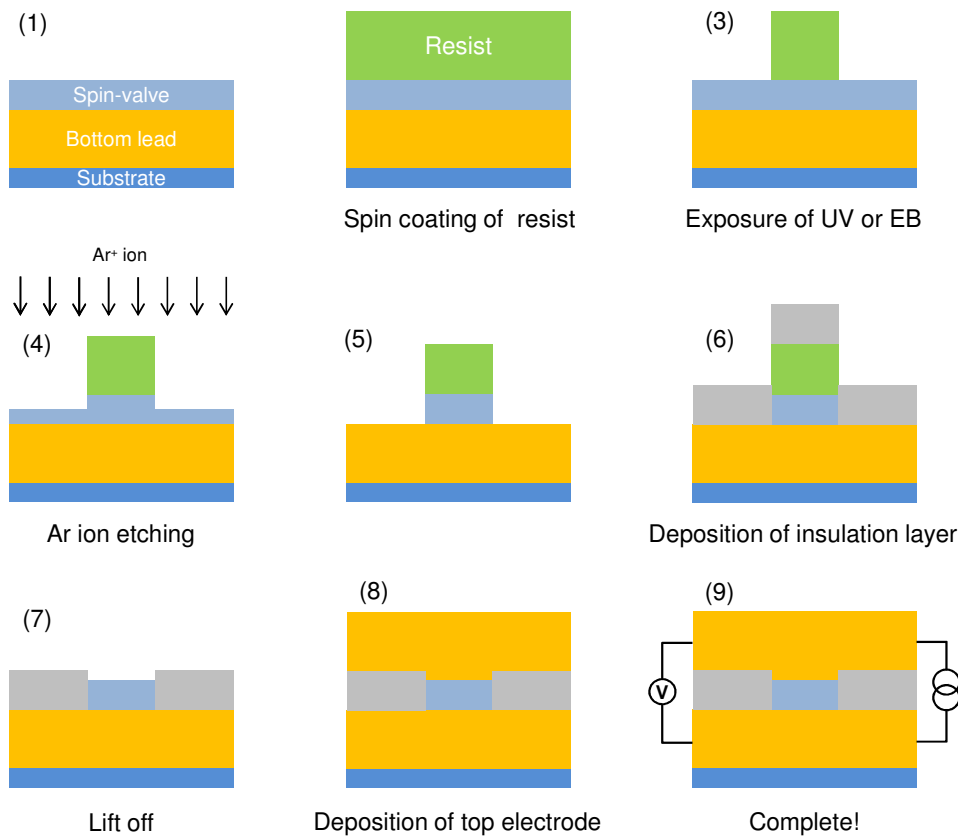 (1)
Spin-valve
Bottom lead
Substrate
Resist
Spin coating of resist
(3)
Exposure of UV or EB
Ar+ ion
(4)
Ar ion etching
(5)
(6)
Deposition of insulation layer
(7)
Lift off
(8)
Deposition of top electrode
(9)
V
Complete!